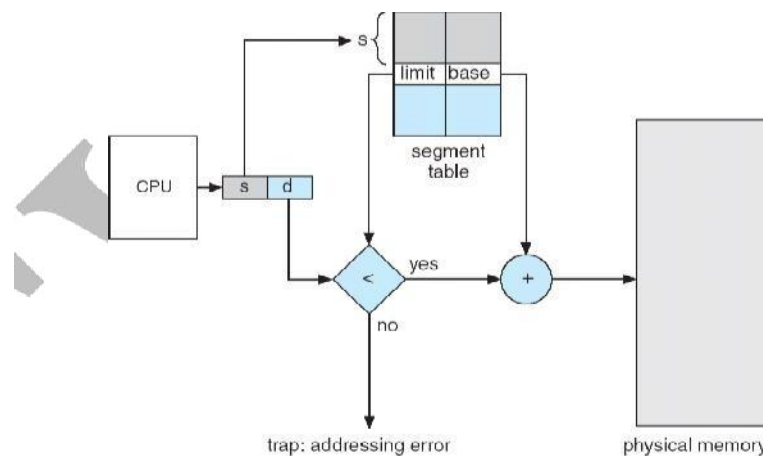 s
limit base
segment
table
CPU
s d
<
yes
+
no
trap: addressing error
physical memory